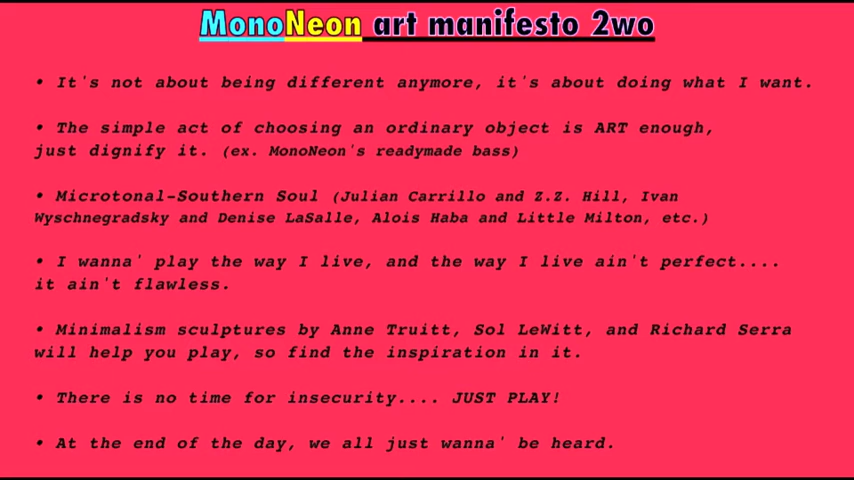 MonoNeon art manifesto 2wo
• It's not about being different anymore, it's about doing what I want.
• The simple act of choosing an ordinary object is ART enough,
just dignify it. (ex. MonoNeon's readymade bass)
• Microtonal-Southern Soul (Julian Carrillo and Z.Z. Hill, Ivan
Wyschnegradsky and Denise LaSalle, Alois Haba and Little Milton, etc.)
• I wanna' play the way I live, and the way I live ain't perfect....
it ain't flawless.
• Minimalism sculptures by Anne Truitt, Sol LeWitt, and Richard Serra
will help you play, so find the inspiration in it.
• There is no time for insecurity.... JUST PLAY!
• At the end of the day, we all just wanna' be heard.